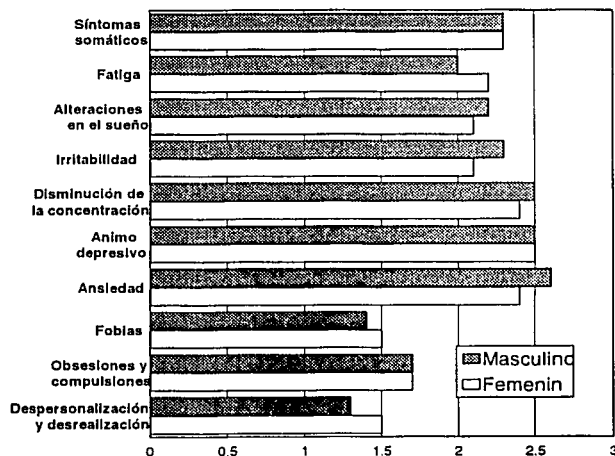 Síntomas
somáticos
Fatiga
Alteraciones
en el sueño
Irritabilidad
Disminución de
la concentración
Animo
depresivo
Ansiedad
Fobias
Obsesiones y
compulsiones
Despersonalización
y desrealización
Masculino
Femenin
0 0.5 1 1.5 2 2.5 3